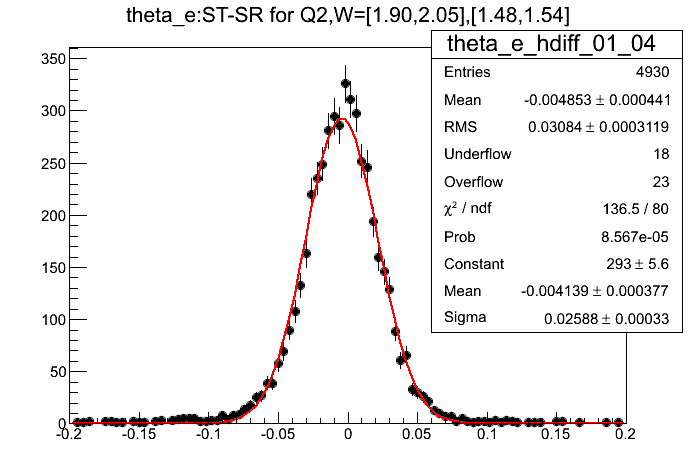 theta_e:ST-SR for Q2,W=[1.90,2.05],[1.48,1.54]
theta_e_hdiff_01_04
Entries 4930
Mean -0.004853 ± 0.000441
RMS 0.03084 ± 0.0003119
Underflow 18
Overflow 23
χ² / ndf 136.5 / 80
Prob 8.567e-05
Constant 293 ± 5.6
Mean -0.004139 ± 0.000377
Sigma 0.02588 ± 0.00033
350
300
250
200
150
100
50
0
-0.2 -0.15 -0.1 -0.05 0 0.05 0.1 0.15 0.2